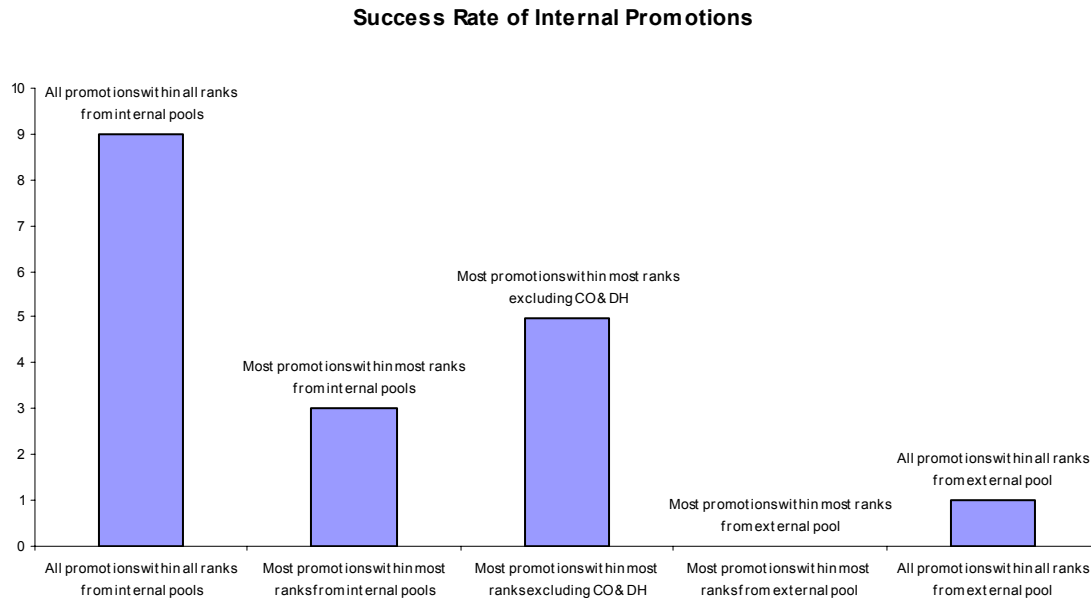 Success Rate of Internal Promotions
10
All promotions within all ranks
from internal pools
9
8
7
6
Most promotions within most ranks
excluding CO & DH
5
4
Most promotions within most ranks
from internal pools
3
2
All promotions within all ranks
from external pool
1
Most promotions within most ranks
from external pool
0
All promotions within all ranks
from internal pools
Most promotions within most
ranks from internal pools
Most promotions within most
ranks excluding CO & DH
Most promotions within most
ranks from external pool
All promotions within all ranks
from external pool